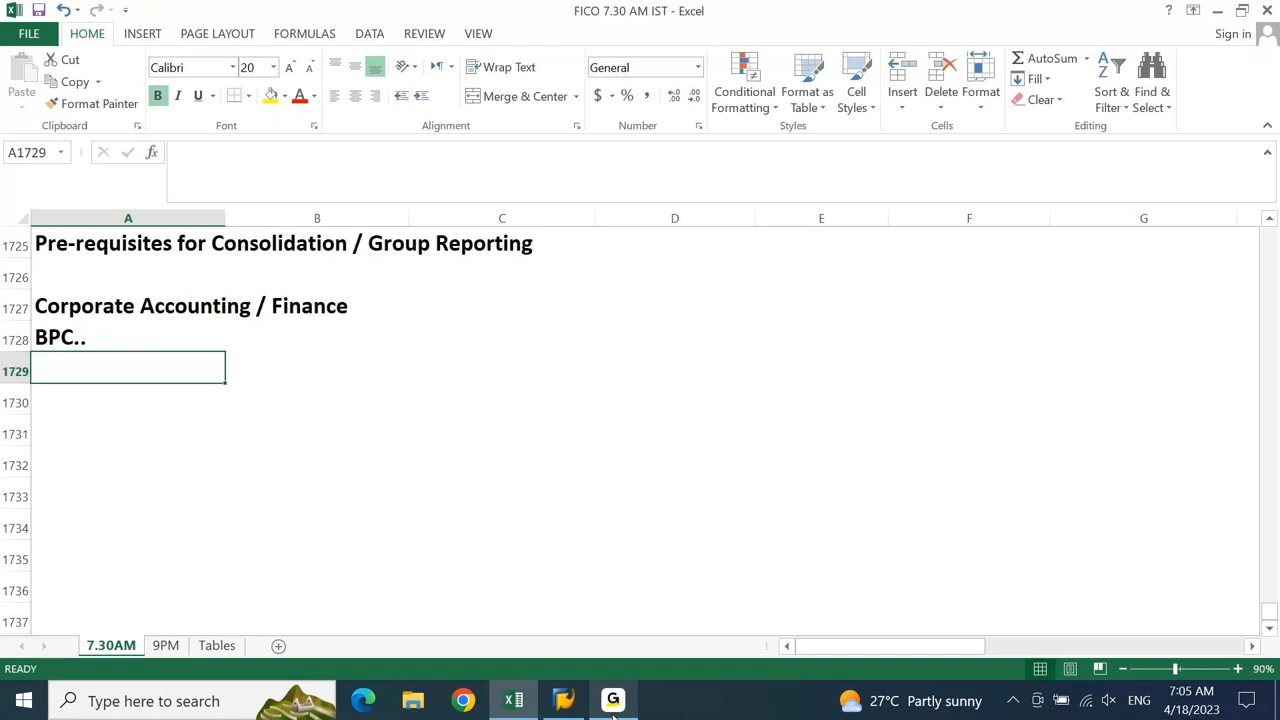 FICO 7.30 AM IST - Excel
?
FILE
HOME
INSERT
PAGE LAYOUT
FORMULAS
DATA
REVIEW
VIEW
Sign in
Paste
Cut
Copy
Format Painter
Clipboard
Calibri
20
B I U
Font
Wrap Text
Merge & Center
Alignment
General
$ % ,
Number
Conditional
Formatting
Format as
Table
Cell
Styles
Styles
Insert
Delete
Format
Cells
AutoSum
Fill
Clear
Sort &
Filter
Find &
Select
Editing
A1729
fx
A B C D E F G
1725 Pre-requisites for Consolidation / Group Reporting
1726
1727 Corporate Accounting / Finance
1728 BPC..
1729
1730
1731
1732
1733
1734
1735
1736
1737
7.30AM
9PM
Tables
READY
90%
Type here to search
27°C Partly sunny
ENG
7:05 AM
4/18/2023